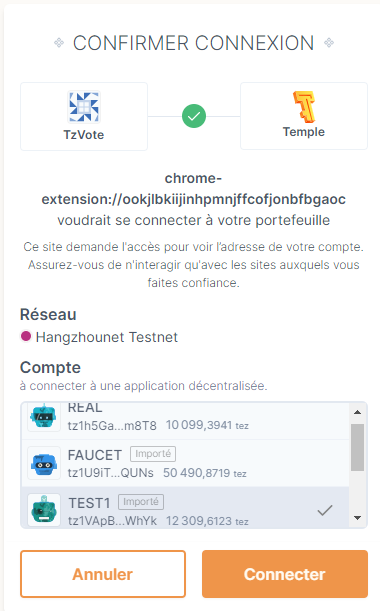 CONFIRMER CONNEXION
TzVote
Temple
chrome-
extension://ookjlbkiijinhpmnjffcofjonbfbgaoc
voudrait se connecter à votre portefeuille
Ce site demande l'accès pour voir l'adresse de votre compte.
Assurez-vous de n'interagir qu'avec les sites auxquels vous
faites confiance.
Réseau
Hangzhounet Testnet
Compte
à connecter à une application décentralisée.
REAL
tz1h5Ga...m8T8 10 099,3941 tez
FAUCET Importé
tz1U9iT...QUNs 50 490,8719 tez
TEST1 Importé
tz1VApB...WhYk 12 309,6123 tez
Annuler
Connecter